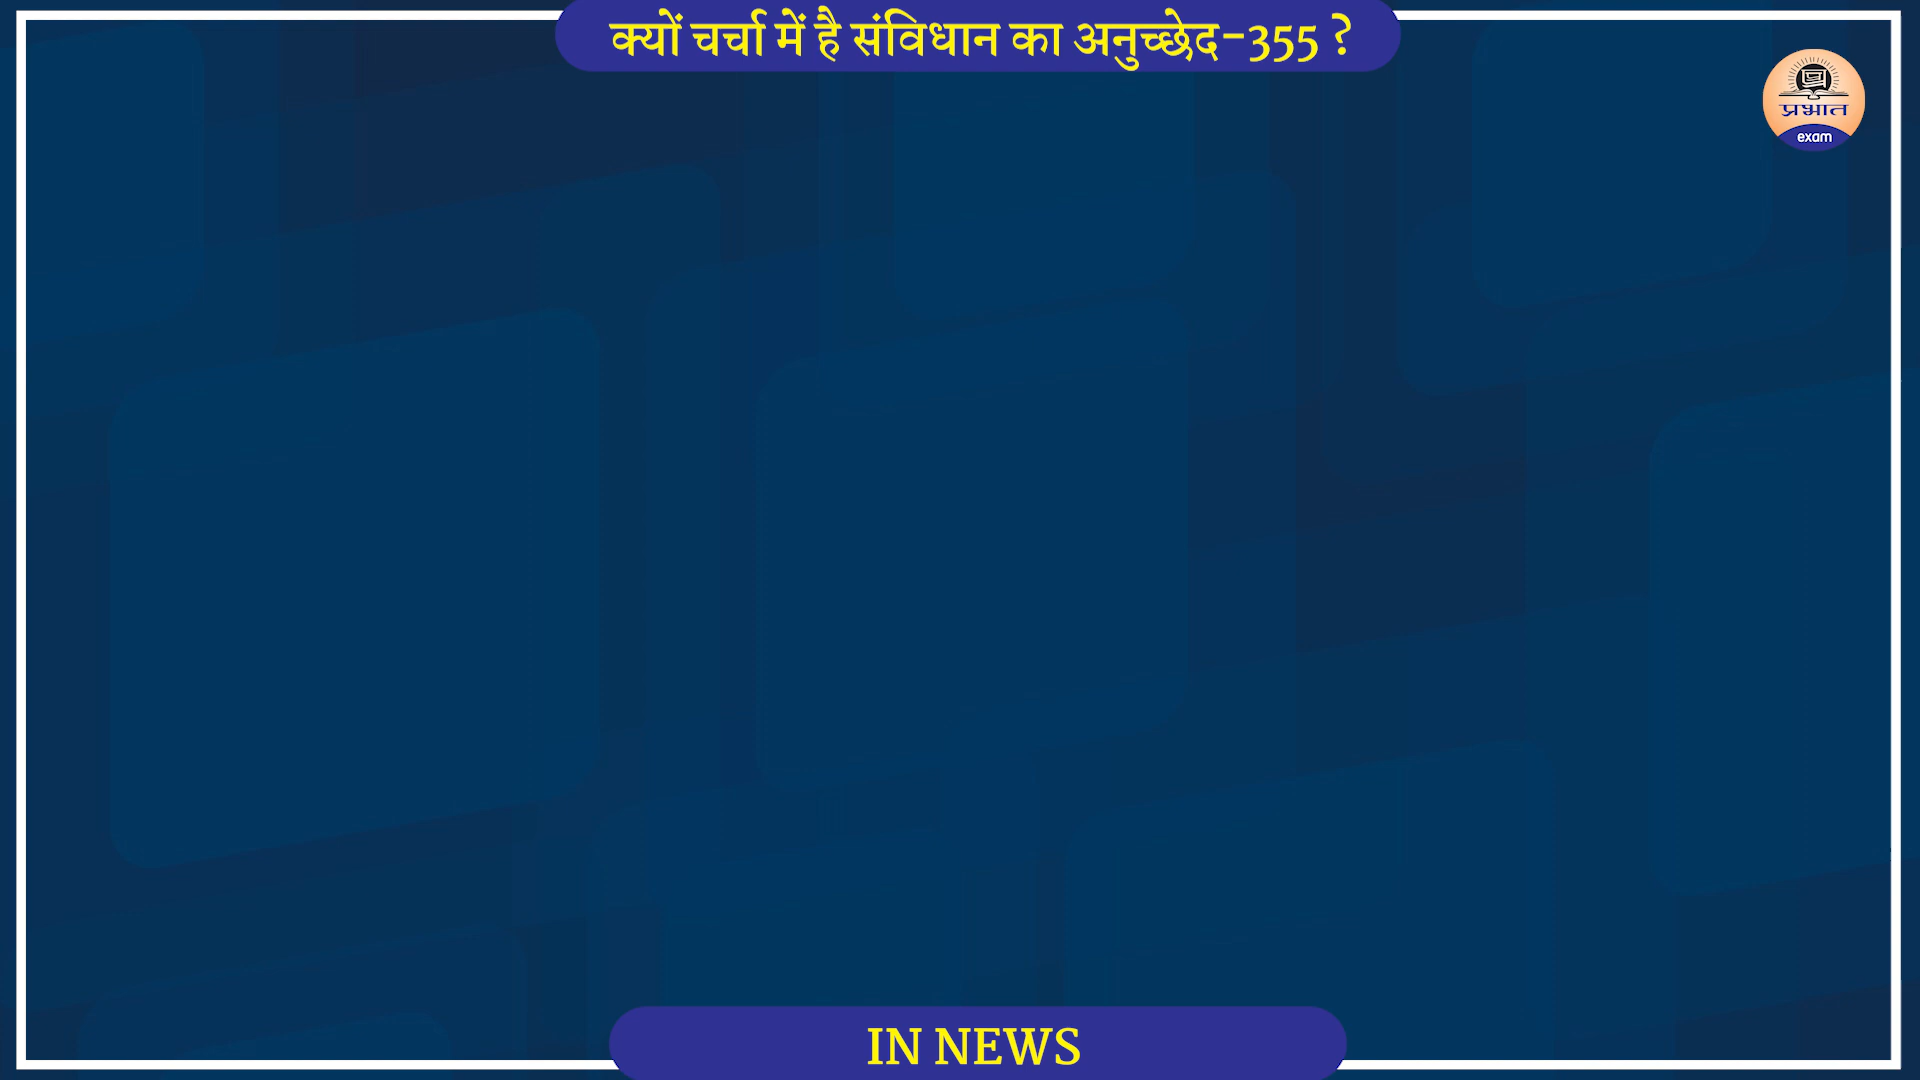 क्यों चर्चा में है संविधान का अनुच्छेद-355 ?
प्रभात
exam
IN NEWS